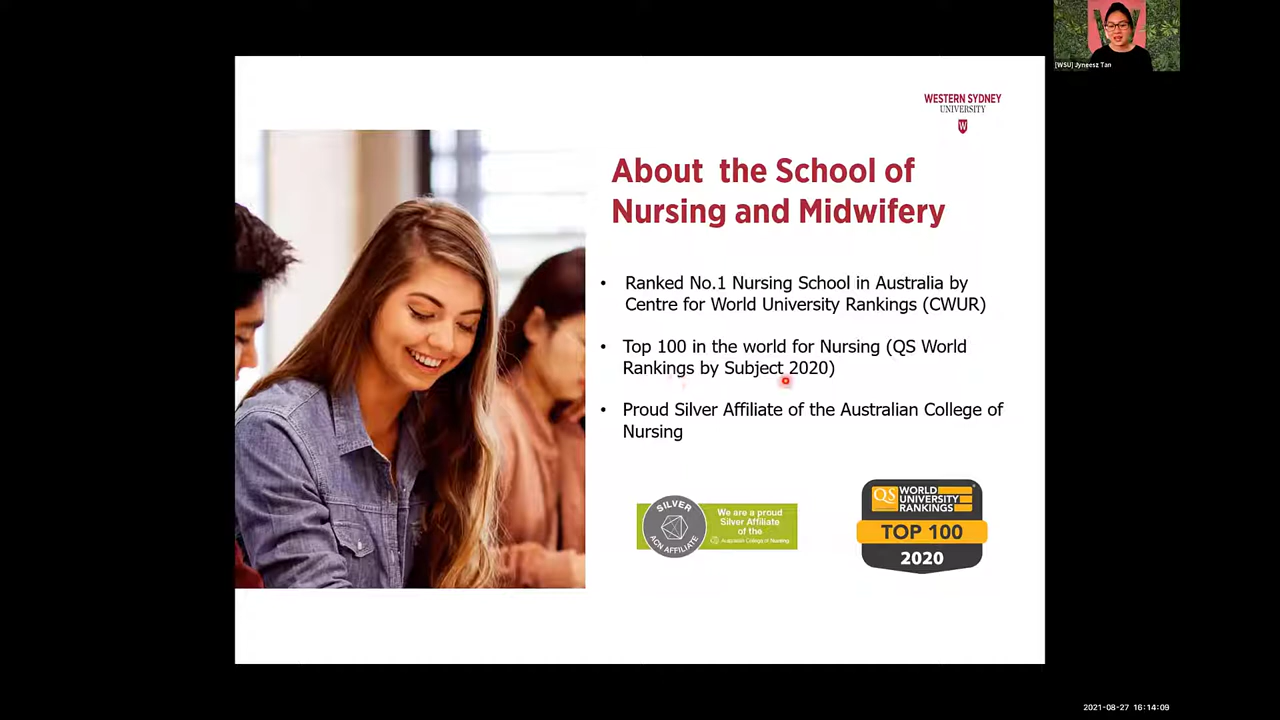 [WSU] Jyneesz Tan
WESTERN SYDNEY
UNIVERSITY
W
About the School of
Nursing and Midwifery
• Ranked No.1 Nursing School in Australia by
Centre for World University Rankings (CWUR)
• Top 100 in the world for Nursing (QS World
Rankings by Subject 2020)
• Proud Silver Affiliate of the Australian College of
Nursing
SILVER
ACN AFFILIATE
We are a proud
Silver Affiliate
of the
Australian College of Nursing
QS WORLD
UNIVERSITY
RANKINGS
TOP 100
2020
2021-08-27 16:14:09